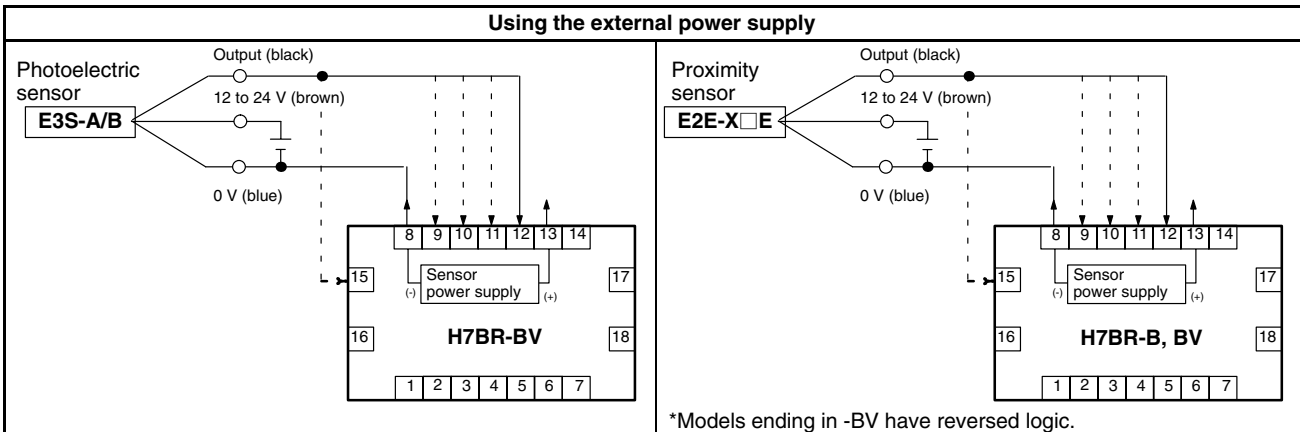 Using the external power supply
Photoelectric
sensor
E3S-A/B
Output (black)
12 to 24 V (brown)
0 V (blue)
8 9 10 11 12 13 14
15
17
(-)
Sensor
power supply
(+)
16
H7BR-BV
18
1 2 3 4 5 6 7
Proximity
sensor
E2E-X□E
Output (black)
12 to 24 V (brown)
0 V (blue)
8 9 10 11 12 13 14
15
17
(-)
Sensor
power supply
(+)
16
H7BR-B, BV
18
1 2 3 4 5 6 7
*Models ending in -BV have reversed logic.